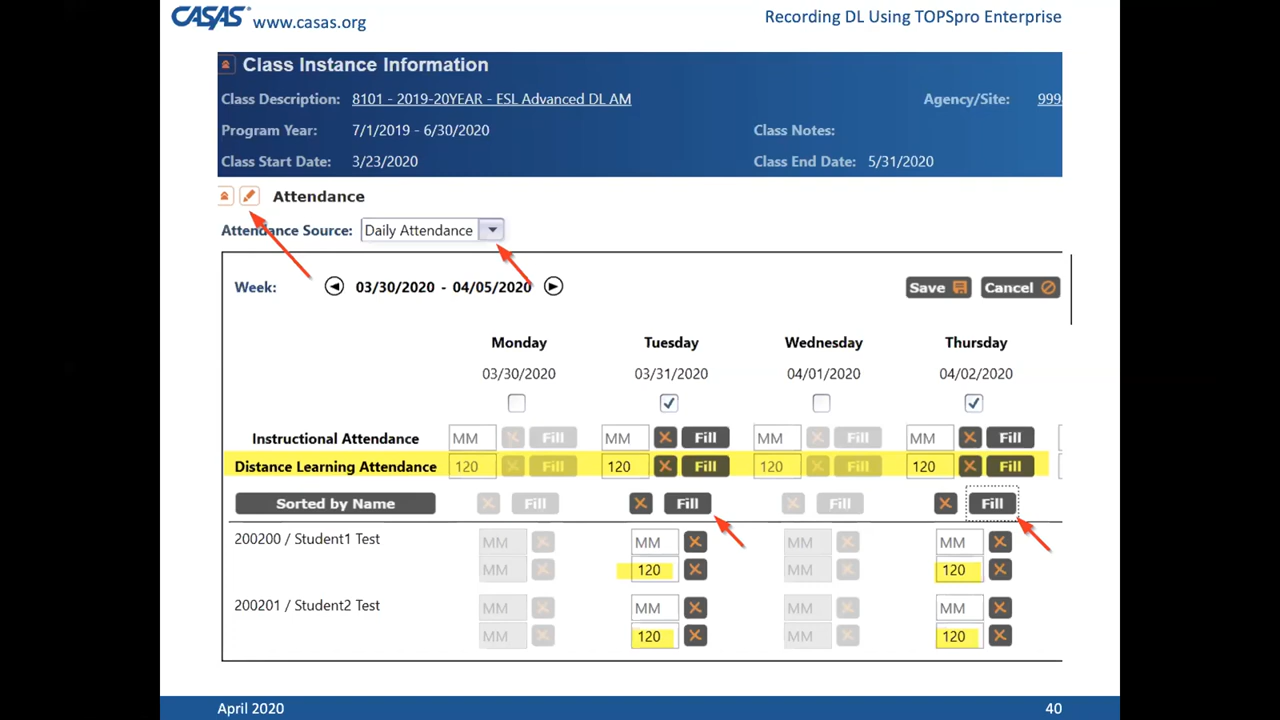 CASAS www.casas.org
Recording DL Using TOPSpro Enterprise
Class Instance Information
Class Description: 8101 - 2019-20YEAR - ESL Advanced DL AM Agency/Site: 999
Program Year: 7/1/2019 - 6/30/2020 Class Notes:
Class Start Date: 3/23/2020 Class End Date: 5/31/2020
Attendance
Attendance Source: Daily Attendance
Week: 03/30/2020 - 04/05/2020 Save Cancel
Monday Tuesday Wednesday Thursday
03/30/2020 03/31/2020 04/01/2020 04/02/2020
Instructional Attendance MM Fill MM Fill MM Fill MM Fill
Distance Learning Attendance 120 Fill 120 Fill 120 Fill 120 Fill
Sorted by Name Fill Fill Fill Fill
200200 / Student1 Test MM MM MM MM
MM 120 MM 120
200201 / Student2 Test MM MM MM MM
MM 120 MM 120
April 2020 40